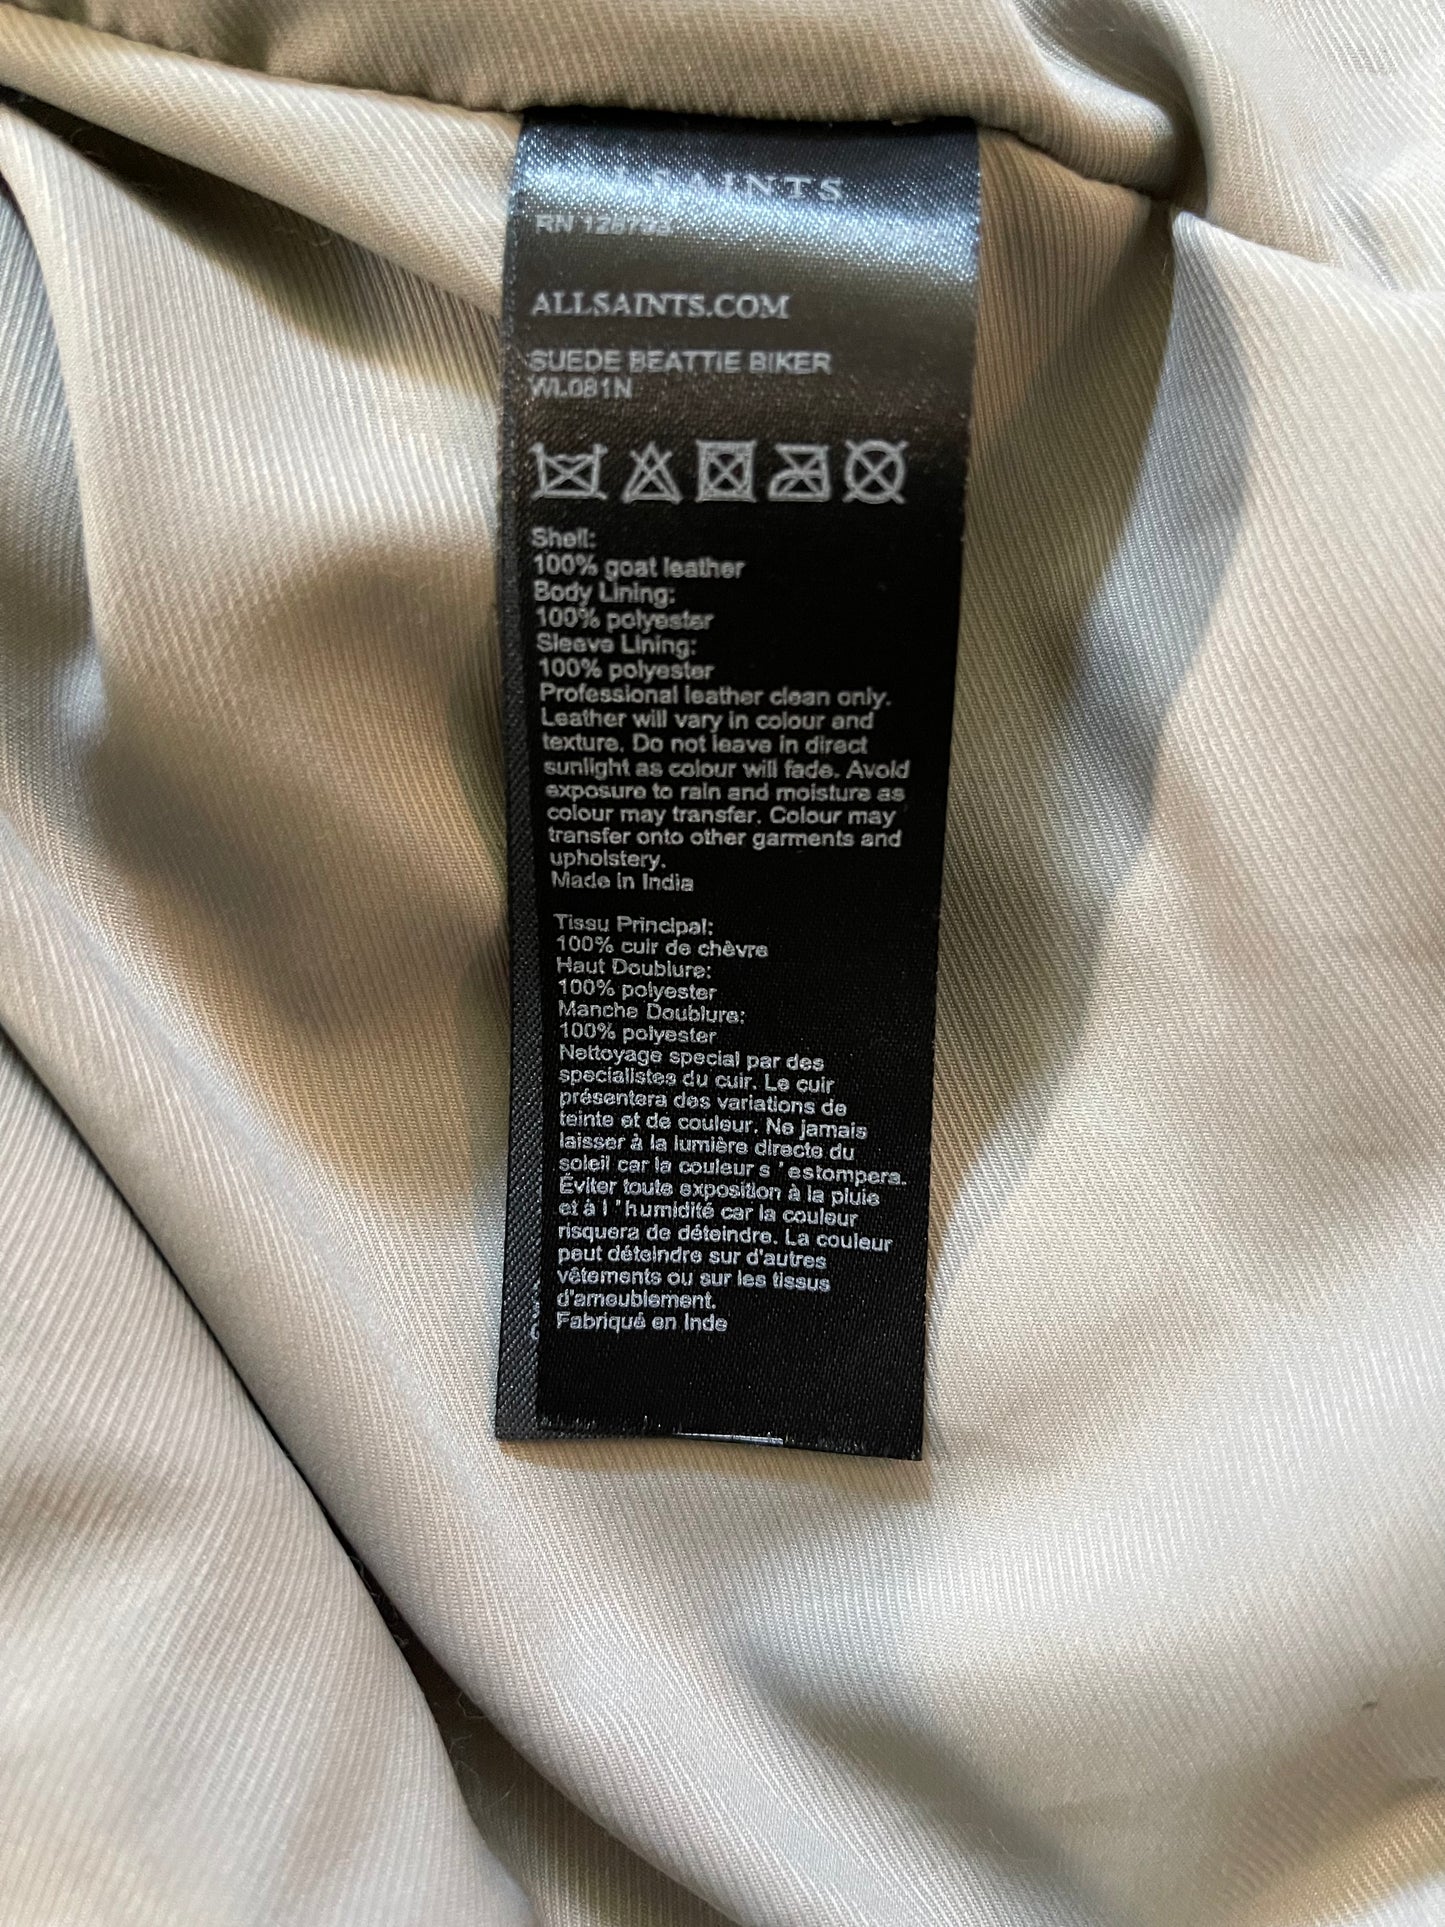 ALLSAINTS
ALLSAINTS.COM
SUEDE BEATTIE BIKER
WL081N
Shell:
100% goat leather
Body Lining:
100% polyester
Sleeve Lining:
100% polyester
Professional leather clean only.
Leather will vary in colour and
texture. Do not leave in direct
sunlight as colour will fade. Avoid
exposure to rain and moisture as
colour may transfer. Colour may
transfer onto other garments and
upholstery.
Made in India
Tissu Principal:
100% cuir de chèvre
Haut Doublure:
100% polyester
Manche Doublure:
100% polyester
Nettoyage special par des
specialistes du cuir. Le cuir
présentera des variations de
teinte et de couleur. Ne jamais
laisser à la lumière directe du
soleil car la couleur s 'estompera.
Éviter toute exposition à la pluie
et à l 'humidité car la couleur
risquera de déteindre. La couleur
peut déteindre sur d'autres
vêtements ou sur les tissus
d'ameublement.
Fabriqué en Inde